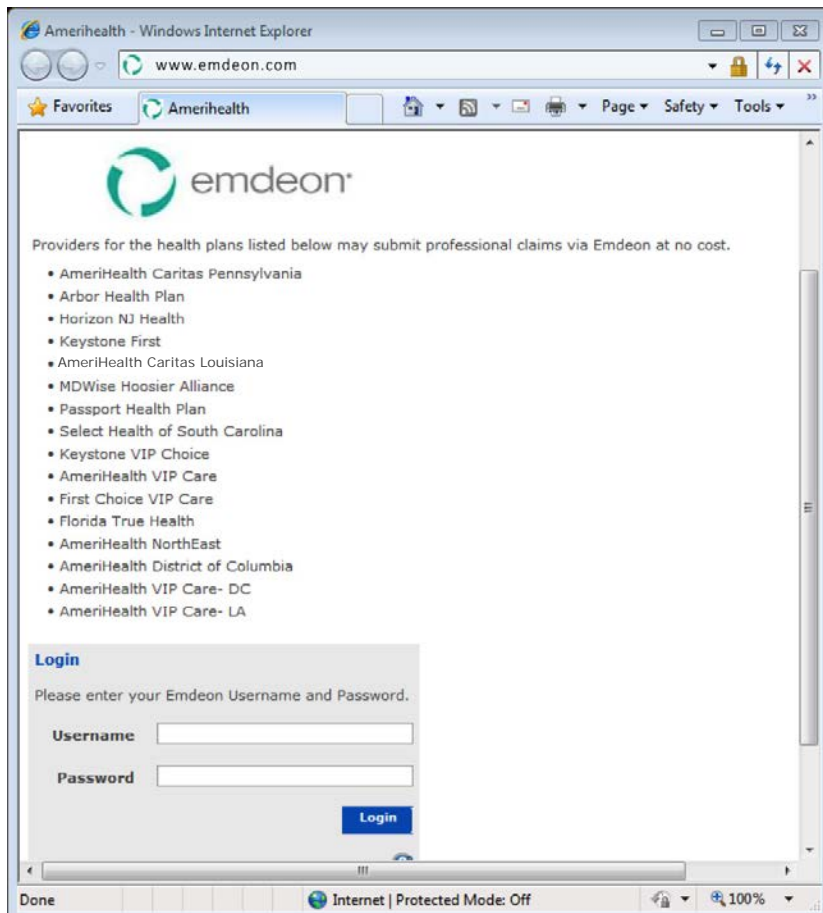 Amerihealth - Windows Internet Explorer
www.emdeon.com
Favorites Amerihealth Page Safety Tools »
emdeon
Providers for the health plans listed below may submit professional claims via Emdeon at no cost.
• AmeriHealth Caritas Pennsylvania
• Arbor Health Plan
• Horizon NJ Health
• Keystone First
• AmeriHealth Caritas Louisiana
• MDWise Hoosier Alliance
• Passport Health Plan
• Select Health of South Carolina
• Keystone VIP Choice
• AmeriHealth VIP Care
• First Choice VIP Care
• Florida True Health
• AmeriHealth NorthEast
• AmeriHealth District of Columbia
• AmeriHealth VIP Care- DC
• AmeriHealth VIP Care- LA
Login
Please enter your Emdeon Username and Password.
Username
Password
Login
Done Internet | Protected Mode: Off 100%